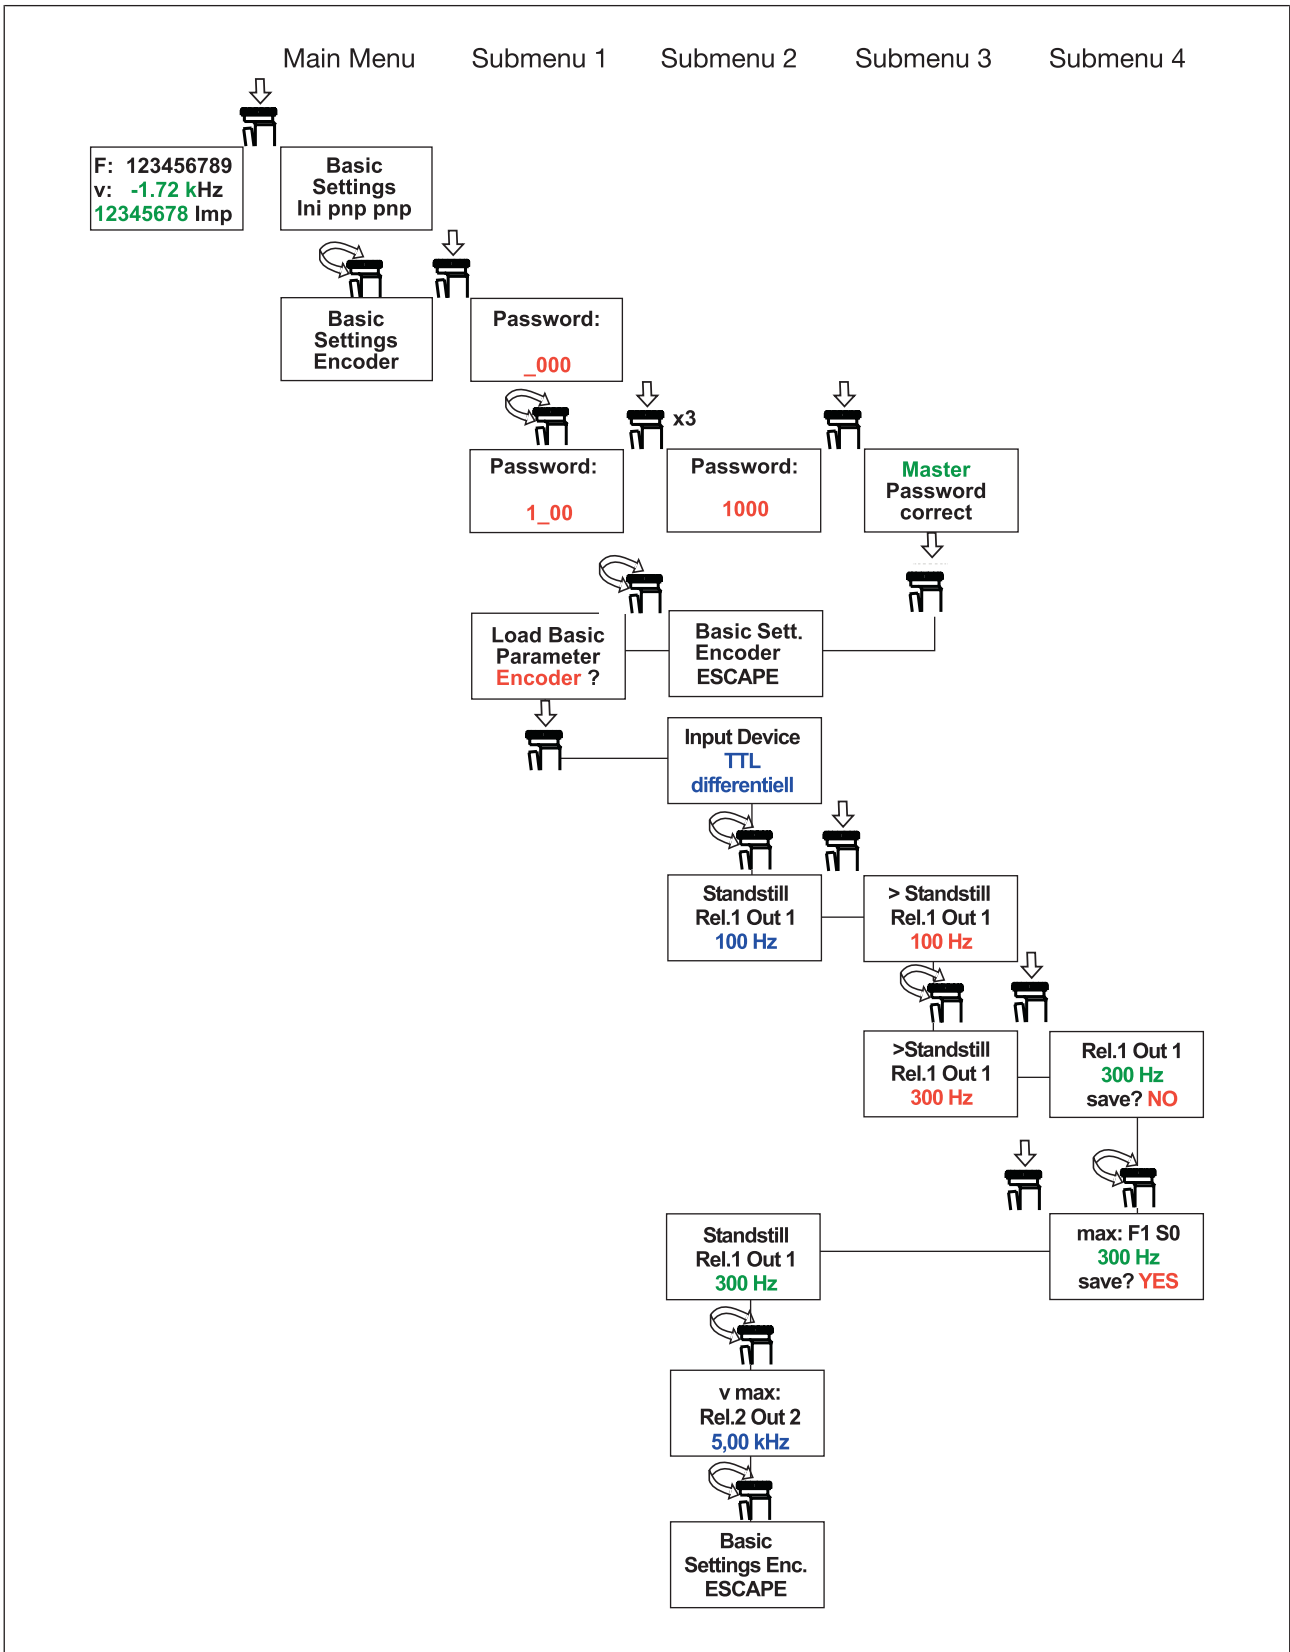 Main Menu
Submenu 1
Submenu 2
Submenu 3
Submenu 4
F: 123456789
v: -1.72 kHz
12345678 Imp
Basic
Settings
Ini pnp pnp
Basic
Settings
Encoder
Password:
_000
x3
Password:
1_00
Password:
1000
Master
Password
correct
Load Basic
Parameter
Encoder ?
Basic Sett.
Encoder
ESCAPE
Input Device
TTL
differentiell
Standstill
Rel.1 Out 1
100 Hz
> Standstill
Rel.1 Out 1
100 Hz
>Standstill
Rel.1 Out 1
300 Hz
Rel.1 Out 1
300 Hz
save? NO
Standstill
Rel.1 Out 1
300 Hz
max: F1 S0
300 Hz
save? YES
v max:
Rel.2 Out 2
5,00 kHz
Basic
Settings Enc.
ESCAPE